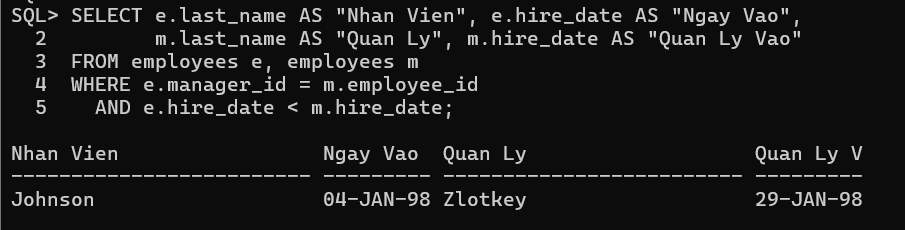 SQL> SELECT e.last_name AS "Nhan Vien", e.hire_date AS "Ngay Vao",
  2         m.last_name AS "Quan Ly", m.hire_date AS "Quan Ly Vao"
  3  FROM employees e, employees m
  4  WHERE e.manager_id = m.employee_id
  5    AND e.hire_date < m.hire_date;
Nhan Vien                 Ngay Vao  Quan Ly                   Quan Ly V
------------------------- --------- ------------------------- ---------
Johnson                   04-JAN-98 Zlotkey                   29-JAN-98